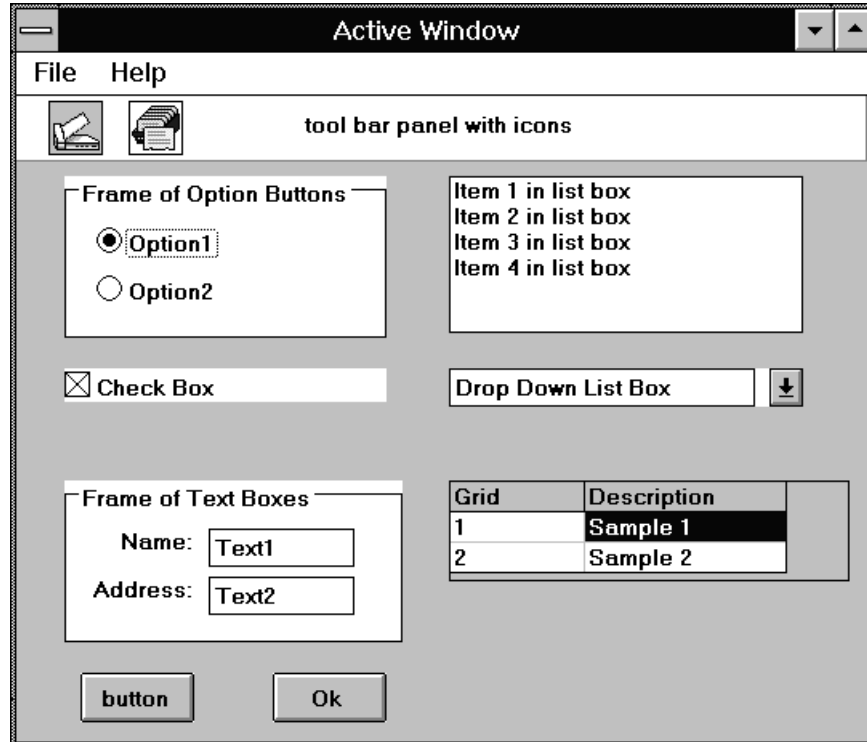 Active Window
File Help
tool bar panel with icons
Frame of Option Buttons
Option1
Option2
Item 1 in list box
Item 2 in list box
Item 3 in list box
Item 4 in list box
Check Box
Drop Down List Box
Frame of Text Boxes
Name: Text1
Address: Text2
Grid Description
1 Sample 1
2 Sample 2
button Ok